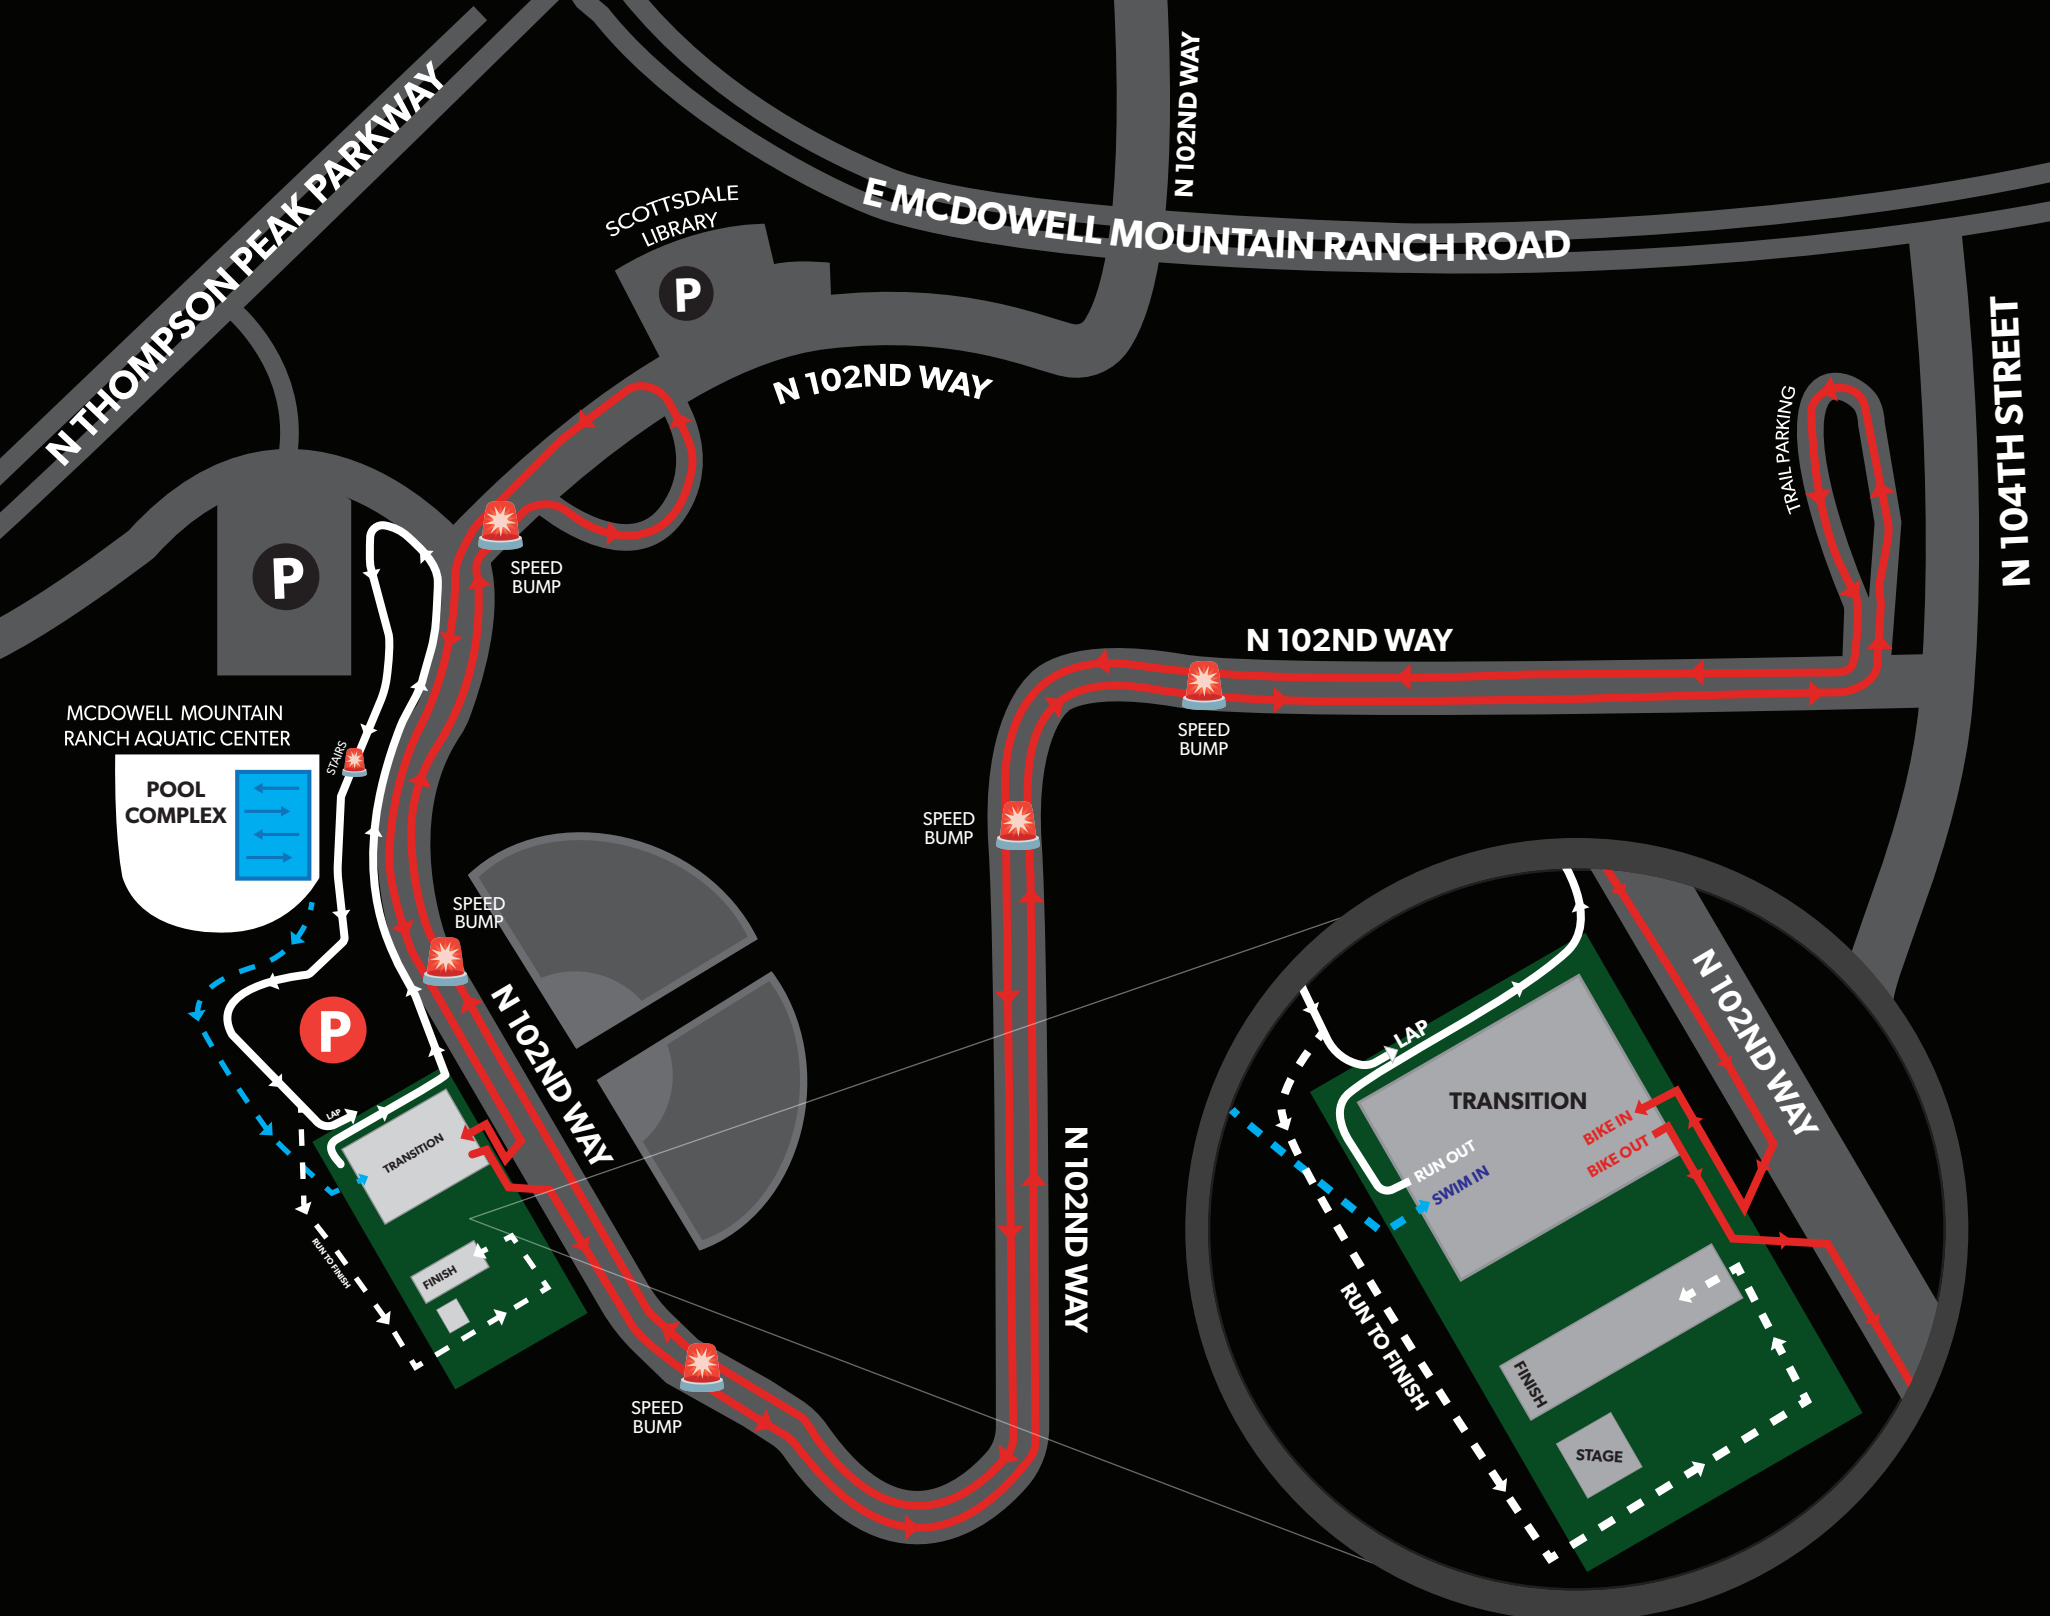 N THOMPSON PEAK PARKWAY
N 102ND WAY
E MCDOWELL MOUNTAIN RANCH ROAD
SCOTTSDALE
LIBRARY
P
N 102ND WAY
N 104TH STREET
TRAIL PARKING
P
SPEED
BUMP
N 102ND WAY
SPEED
BUMP
MCDOWELL MOUNTAIN
RANCH AQUATIC CENTER
STAIRS
POOL
COMPLEX
SPEED
BUMP
SPEED
BUMP
P
N 102ND WAY
LAP
TRANSITION
RUN TO FINISH
FINISH
SPEED
BUMP
N 102ND WAY
N 102ND WAY
LAP
TRANSITION
BIKE IN
BIKE OUT
RUN OUT
SWIM IN
RUN TO FINISH
FINISH
STAGE